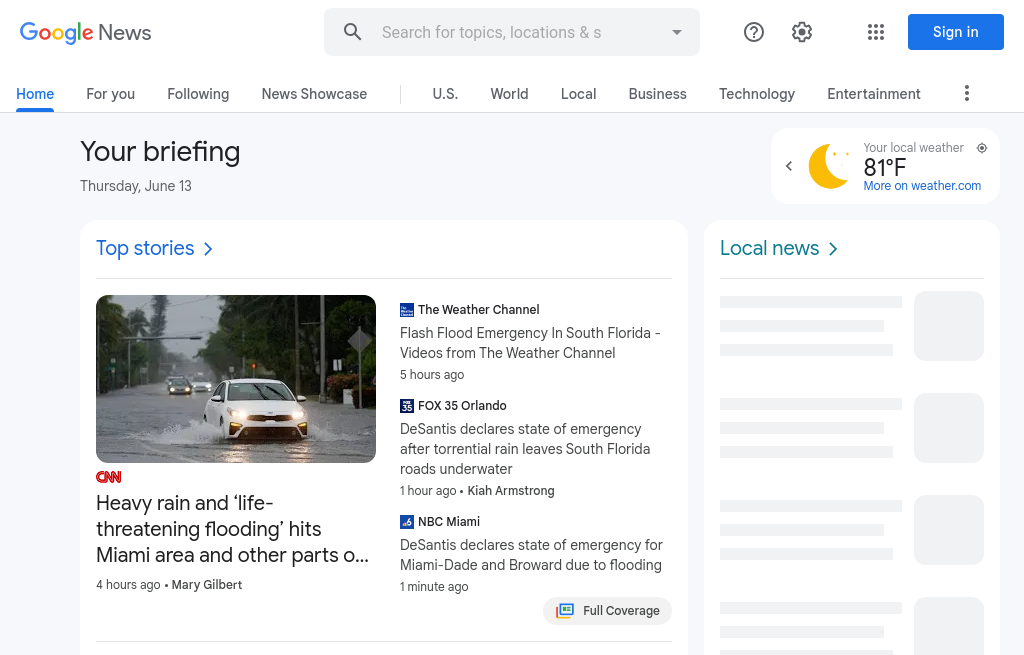 Google News
Search for topics, locations & s
Sign in
Home
For you
Following
News Showcase
U.S.
World
Local
Business
Technology
Entertainment
Your briefing
Thursday, June 13
Your local weather
81°F
More on weather.com
Top stories
CNN
Heavy rain and ‘life-
threatening flooding’ hits
Miami area and other parts o...
4 hours ago • Mary Gilbert
The Weather Channel
Flash Flood Emergency In South Florida -
Videos from The Weather Channel
5 hours ago
FOX 35 Orlando
DeSantis declares state of emergency
after torrential rain leaves South Florida
roads underwater
1 hour ago • Kiah Armstrong
NBC Miami
DeSantis declares state of emergency for
Miami-Dade and Broward due to flooding
1 minute ago
Full Coverage
Local news